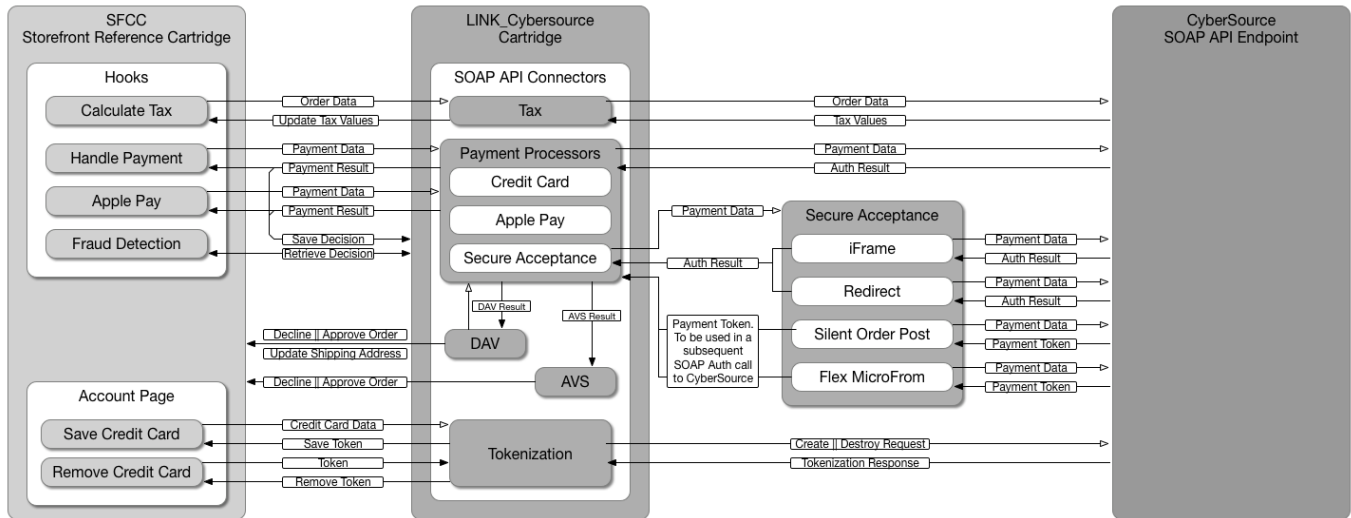 SFCC
Storefront Reference Cartridge
LINK_Cybersource
Cartridge
CyberSource
SOAP API Endpoint
Hooks
SOAP API Connectors
Calculate Tax
Order Data
Update Tax Values
Tax
Order Data
Tax Values
Handle Payment
Payment Data
Payment Result
Payment Processors
Payment Data
Auth Result
Credit Card
Apple Pay
Payment Data
Payment Result
Apple Pay
Fraud Detection
Save Decision
Retrieve Decision
Secure Acceptance
Payment Data
Auth Result
Secure Acceptance
iFrame
Payment Data
Auth Result
Redirect
Payment Data
Auth Result
Silent Order Post
Payment Data
Payment Token
Flex MicroFrom
Payment Data
Payment Token
Payment Token.
To be used in a
subsequent
SOAP Auth call
to CyberSource
DAV Result
AVS Result
Decline || Approve Order
Update Shipping Address
DAV
Decline || Approve Order
AVS
Account Page
Save Credit Card
Credit Card Data
Save Token
Remove Credit Card
Token
Remove Token
Tokenization
Create || Destroy Request
Tokenization Response